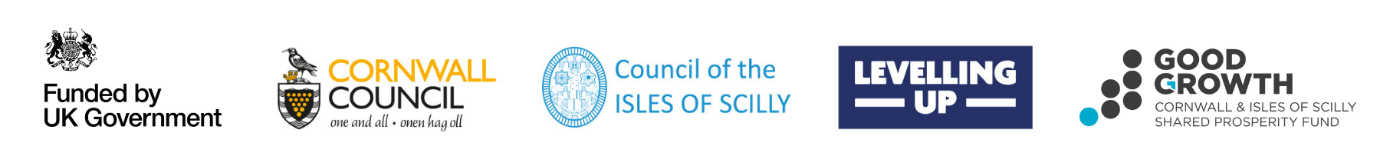 Funded by
UK Government
CORNWALL
COUNCIL
one and all • onen hag oll
Council of the
ISLES OF SCILLY
LEVELLING
UP
GOOD
GROWTH
CORNWALL & ISLES OF SCILLY
SHARED PROSPERITY FUND